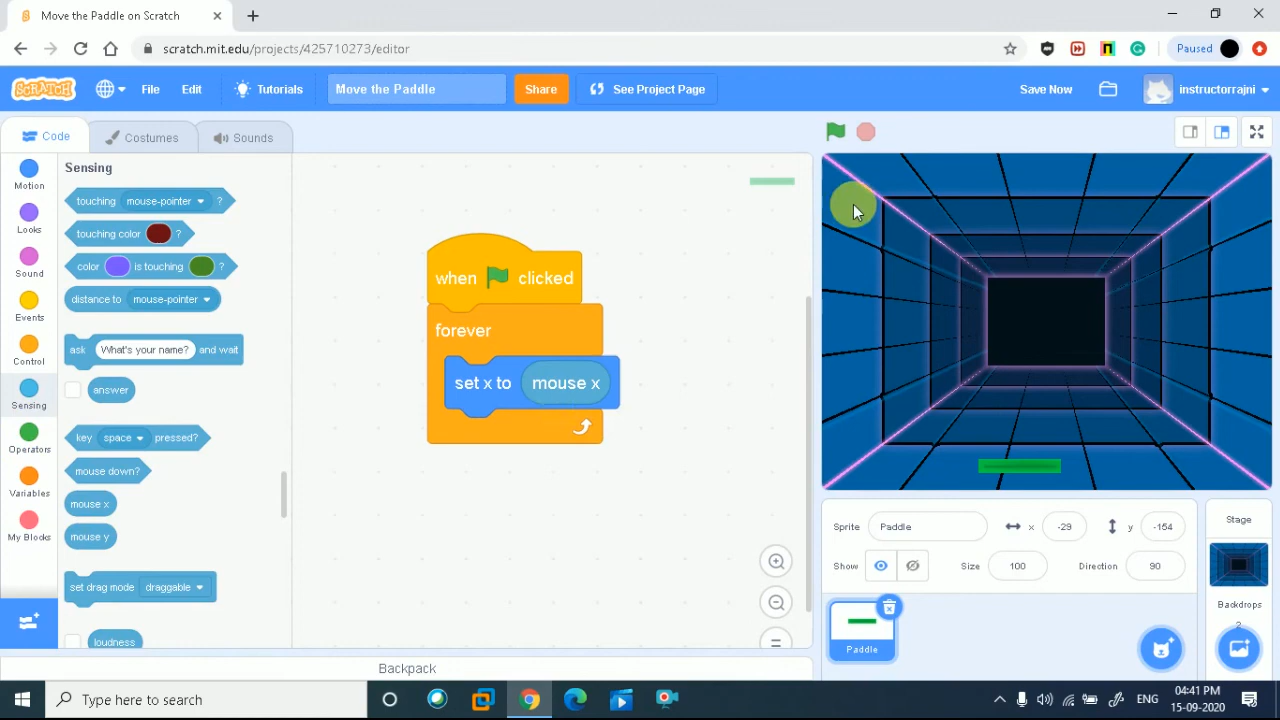 Move the Paddle on Scratch
scratch.mit.edu/projects/425710273/editor
Paused
SCRATCH
File
Edit
Tutorials
Move the Paddle
Share
See Project Page
Save Now
instructorrajni
Code
Costumes
Sounds
Motion
Looks
Sound
Events
Control
Sensing
Operators
Variables
My Blocks
Sensing
touching mouse-pointer ?
touching color ?
color is touching ?
distance to mouse-pointer
ask What's your name? and wait
answer
key space pressed?
mouse down?
mouse x
mouse y
set drag mode draggable
loudness
when clicked
forever
set x to mouse x
Sprite Paddle x -29 y -154
Show Size 100 Direction 90
Paddle
Stage
Backdrops
2
Backpack
Type here to search
ENG
04:41 PM
15-09-2020